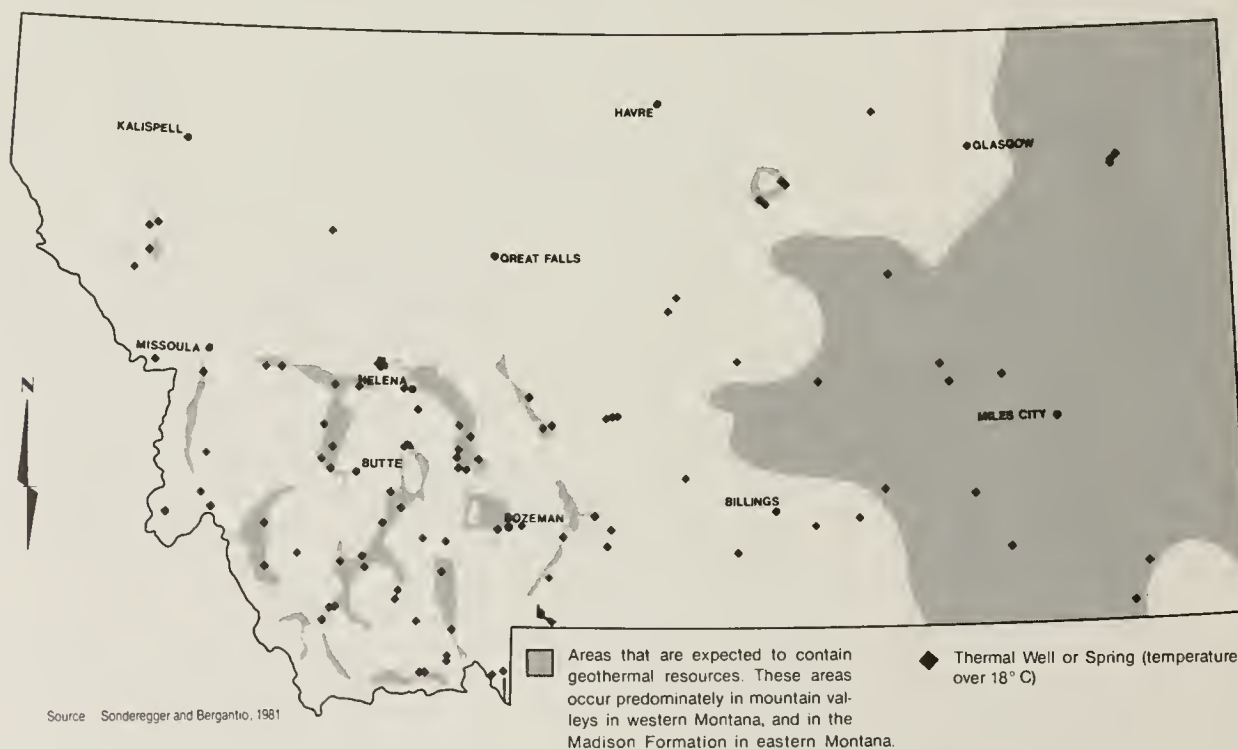 HAVRE
KALISPELL
GLASGOW
GREAT FALLS
MISSOULA
N
HELENA
MILES CITY
BUTTE
BILLINGS
BOZEMAN
Areas that are expected to contain
geothermal resources. These areas
occur predominately in mountain val-
leys in western Montana, and in the
Madison Formation in eastern Montana.
Thermal Well or Spring (temperature
over 18° C)
Source Sonderegger and Bergantio, 1981